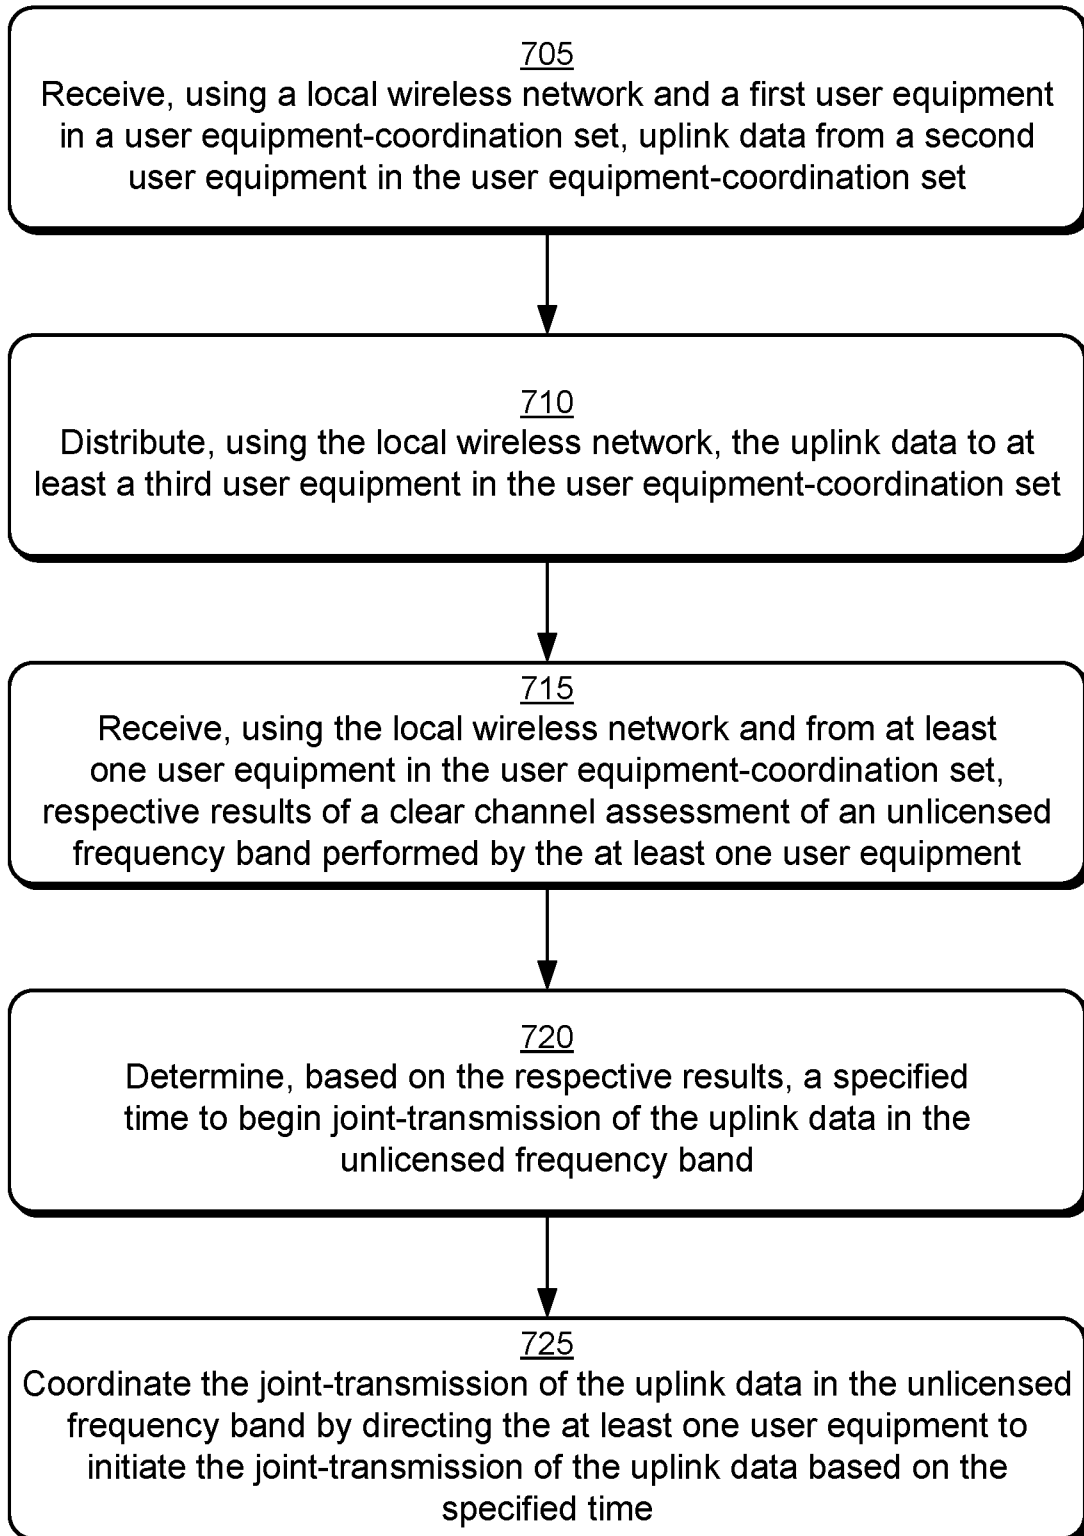 705
Receive, using a local wireless network and a first user equipment
in a user equipment-coordination set, uplink data from a second
user equipment in the user equipment-coordination set
710
Distribute, using the local wireless network, the uplink data to at
least a third user equipment in the user equipment-coordination set
715
Receive, using the local wireless network and from at least
one user equipment in the user equipment-coordination set,
respective results of a clear channel assessment of an unlicensed
frequency band performed by the at least one user equipment
720
Determine, based on the respective results, a specified
time to begin joint-transmission of the uplink data in the
unlicensed frequency band
725
Coordinate the joint-transmission of the uplink data in the unlicensed
frequency band by directing the at least one user equipment to
initiate the joint-transmission of the uplink data based on the
specified time